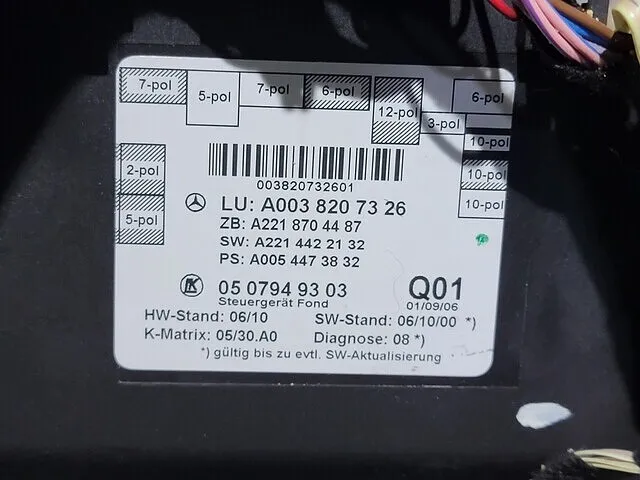 7-pol
5-pol
7-pol
6-pol
12-pol
3-pol
6-pol
10-pol
10-pol
10-pol
2-pol
5-pol
003820732601
LU: A003 820 73 26
ZB: A221 870 44 87
SW: A221 442 21 32
PS: A005 447 38 32
05 0794 93 03
Steuergerät Fond
Q01
01/09/06
HW-Stand: 06/10 SW-Stand: 06/10/00 *)
K-Matrix: 05/30.A0 Diagnose: 08 *)
*) gültig bis zu evtl. SW-Aktualisierung